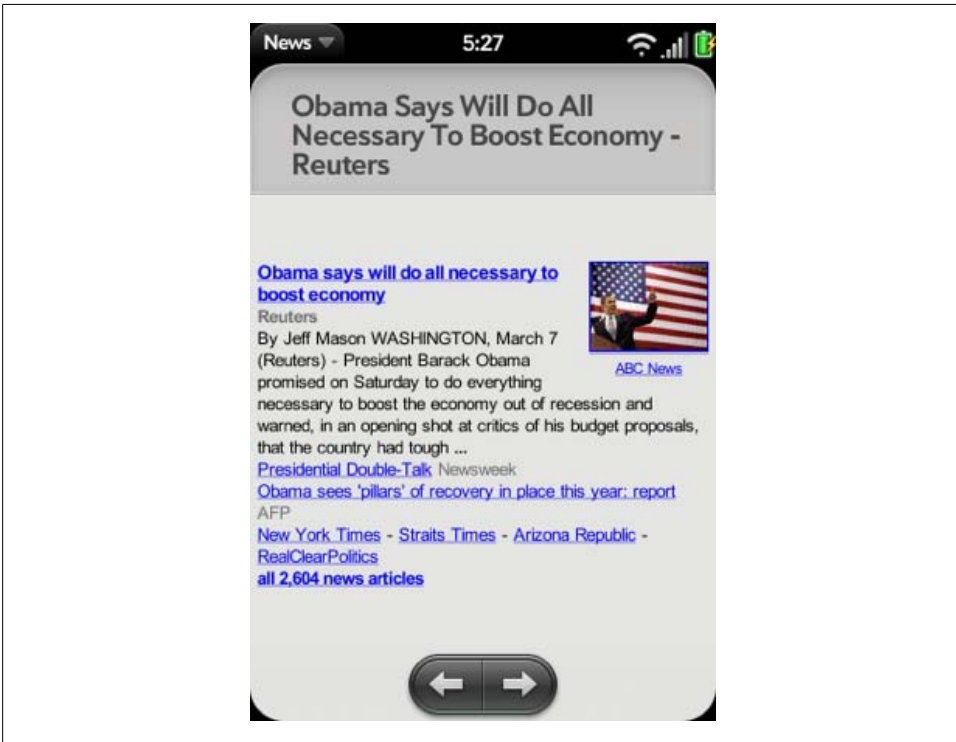 News
5:27
Obama Says Will Do All
Necessary To Boost Economy -
Reuters
Obama says will do all necessary to
boost economy
Reuters
By Jeff Mason WASHINGTON, March 7
(Reuters) - President Barack Obama
promised on Saturday to do everything
necessary to boost the economy out of recession and
warned, in an opening shot at critics of his budget proposals,
that the country had tough ...
ABC News
Presidential Double-Talk Newsweek
Obama sees 'pillars' of recovery in place this year: report
AFP
New York Times - Straits Times - Arizona Republic -
RealClearPolitics
all 2,604 news articles